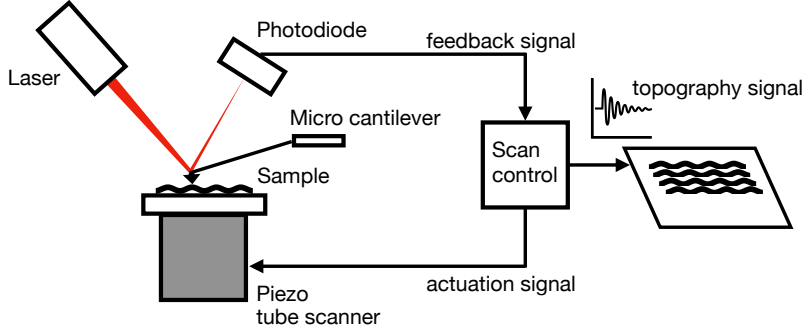 Photodiode
feedback signal
Laser
topography signal
Micro cantilever
Scan
control
Sample
actuation signal
Piezo
tube scanner